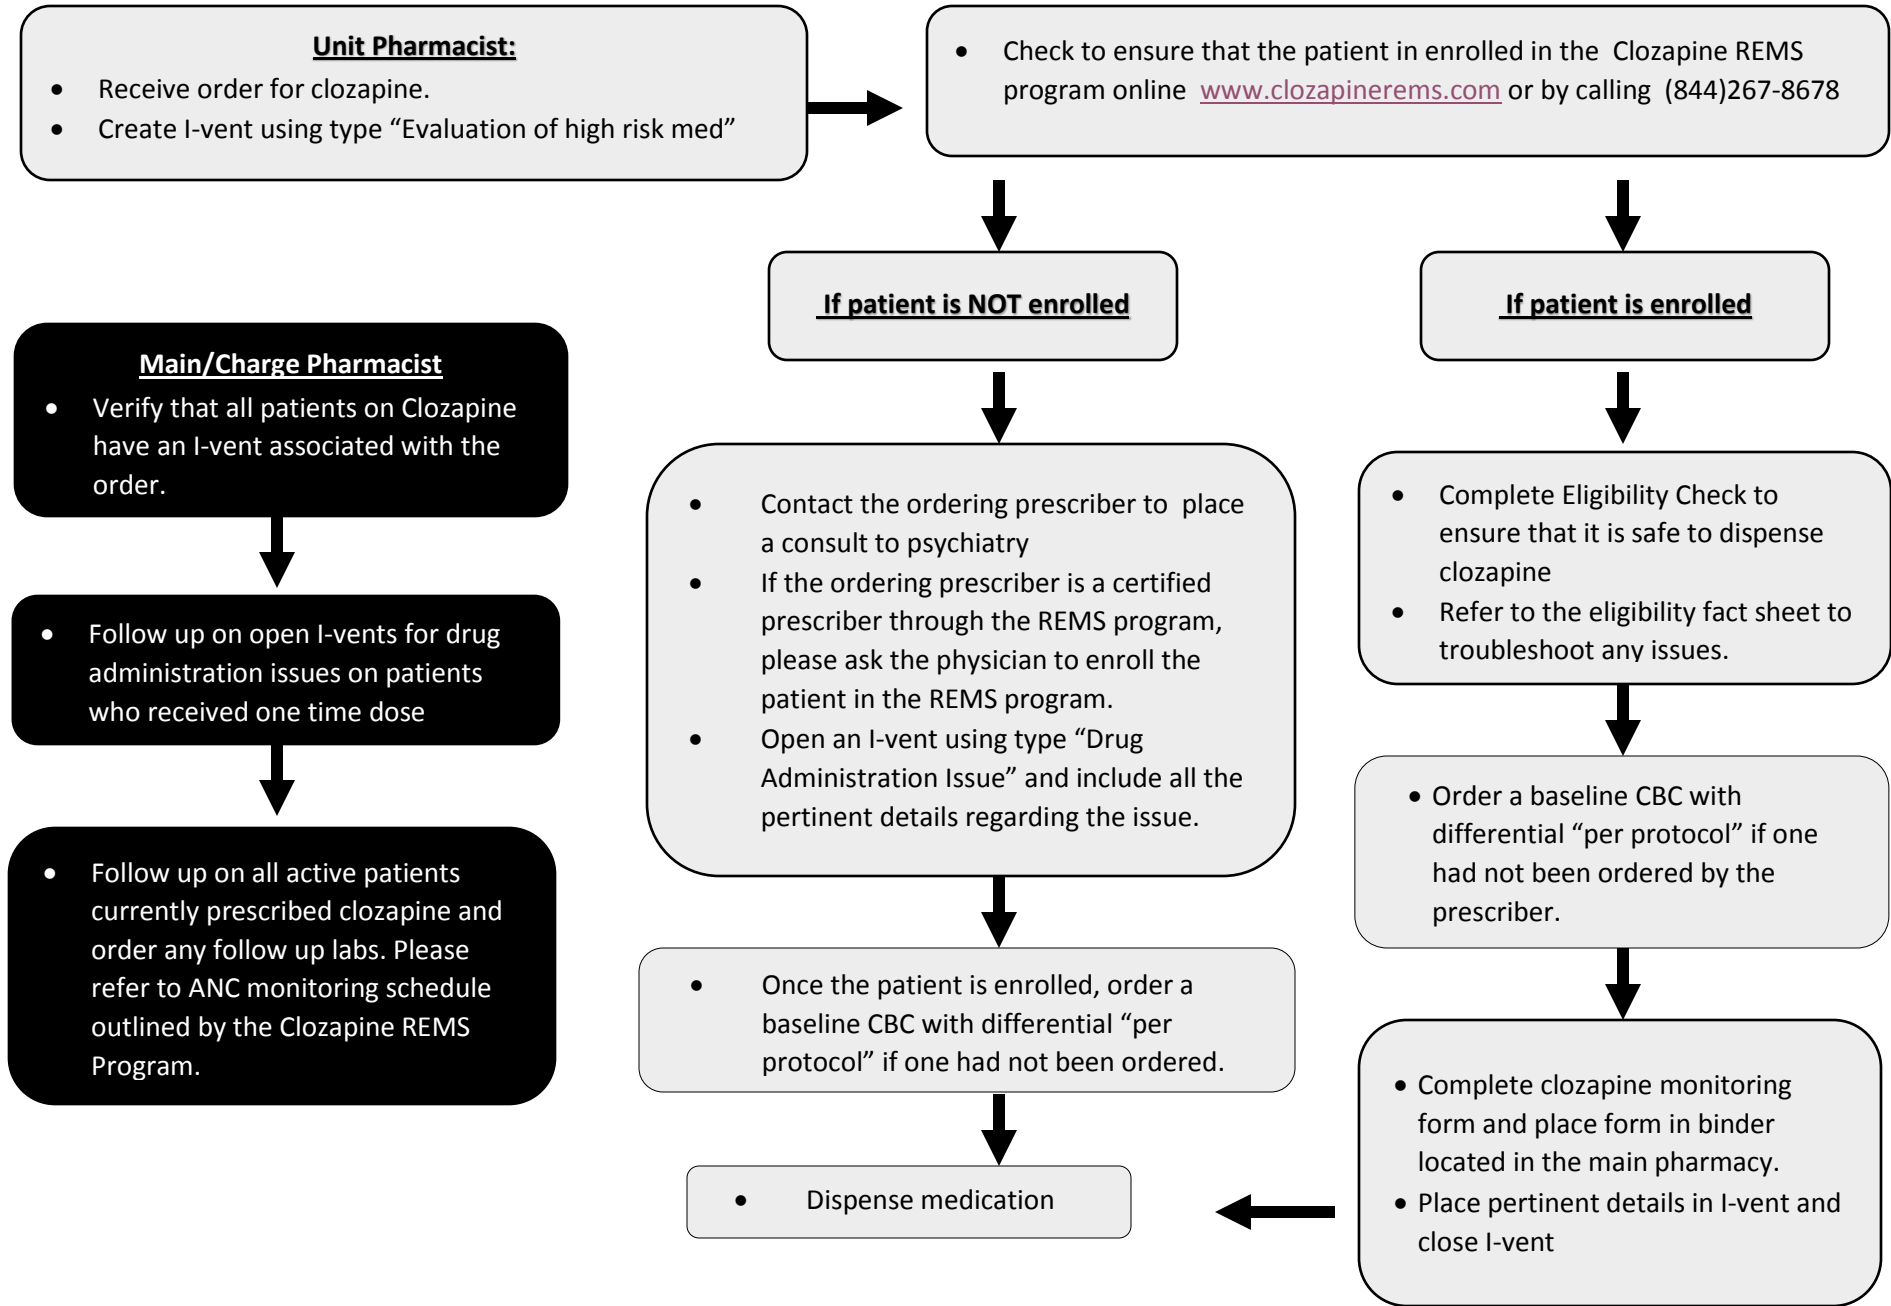 Unit Pharmacist:
• Receive order for clozapine.
• Create I-vent using type “Evaluation of high risk med”
• Check to ensure that the patient in enrolled in the Clozapine REMS
program online www.clozapinerems.com or by calling (844)267-8678
If patient is NOT enrolled
• Contact the ordering prescriber to place
a consult to psychiatry
• If the ordering prescriber is a certified
prescriber through the REMS program,
please ask the physician to enroll the
patient in the REMS program.
• Open an I-vent using type “Drug
Administration Issue” and include all the
pertinent details regarding the issue.
• Once the patient is enrolled, order a
baseline CBC with differential “per
protocol” if one had not been ordered.
• Dispense medication
If patient is enrolled
• Complete Eligibility Check to
ensure that it is safe to dispense
clozapine
• Refer to the eligibility fact sheet to
troubleshoot any issues.
• Order a baseline CBC with
differential “per protocol” if one
had not been ordered by the
prescriber.
• Complete clozapine monitoring
form and place form in binder
located in the main pharmacy.
• Place pertinent details in I-vent and
close I-vent
Main/Charge Pharmacist
• Verify that all patients on Clozapine
have an I-vent associated with the
order.
• Follow up on open I-vents for drug
administration issues on patients
who received one time dose
• Follow up on all active patients
currently prescribed clozapine and
order any follow up labs. Please
refer to ANC monitoring schedule
outlined by the Clozapine REMS
Program.